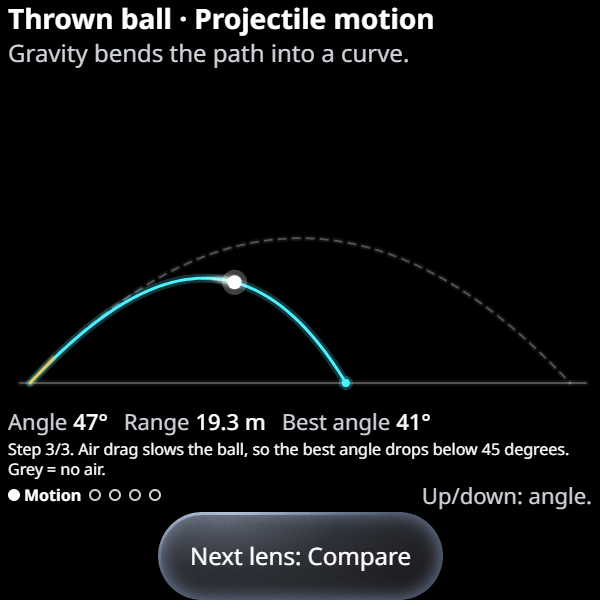 Thrown ball · Projectile motion
Gravity bends the path into a curve.
Angle 47° Range 19.3 m Best angle 41°
Step 3/3. Air drag slows the ball, so the best angle drops below 45 degrees.
Grey = no air.
Motion
Up/down: angle.
Next lens: Compare